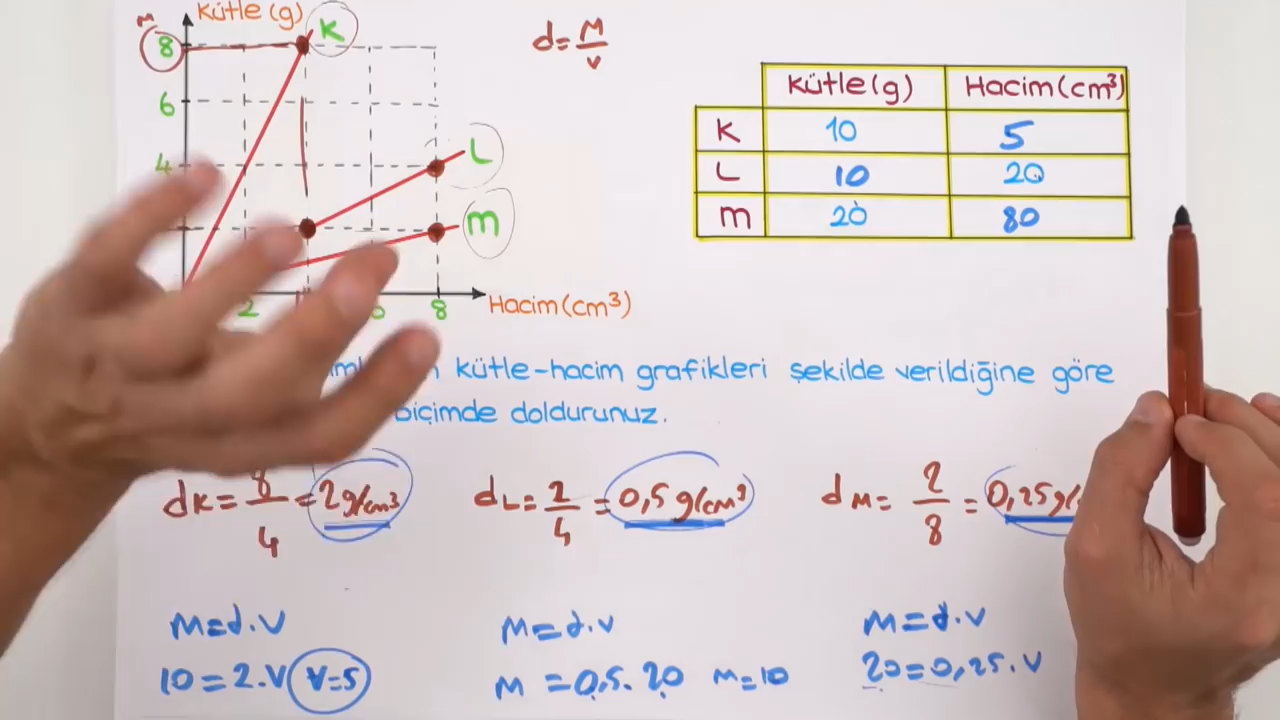 m
Kütle (g)
8
K
6
4
L
m
2
6
8
Hacim (cm³)
d = m/v
Kütle (g) Hacim (cm³)
K 10 5
L 10 20
m 20 80
kütle-hacim grafikleri şekilde verildiğine göre
biçimde doldurunuz.
dK = 8/4 = 2 g/cm³
dL = 2/4 = 0,5 g/cm³
dM = 2/8 = 0,25 g/
m = d.v
10 = 2.V V=5
m = d.v
m = 0,5. 20 m=10
m = d.v
20 = 0,25. v